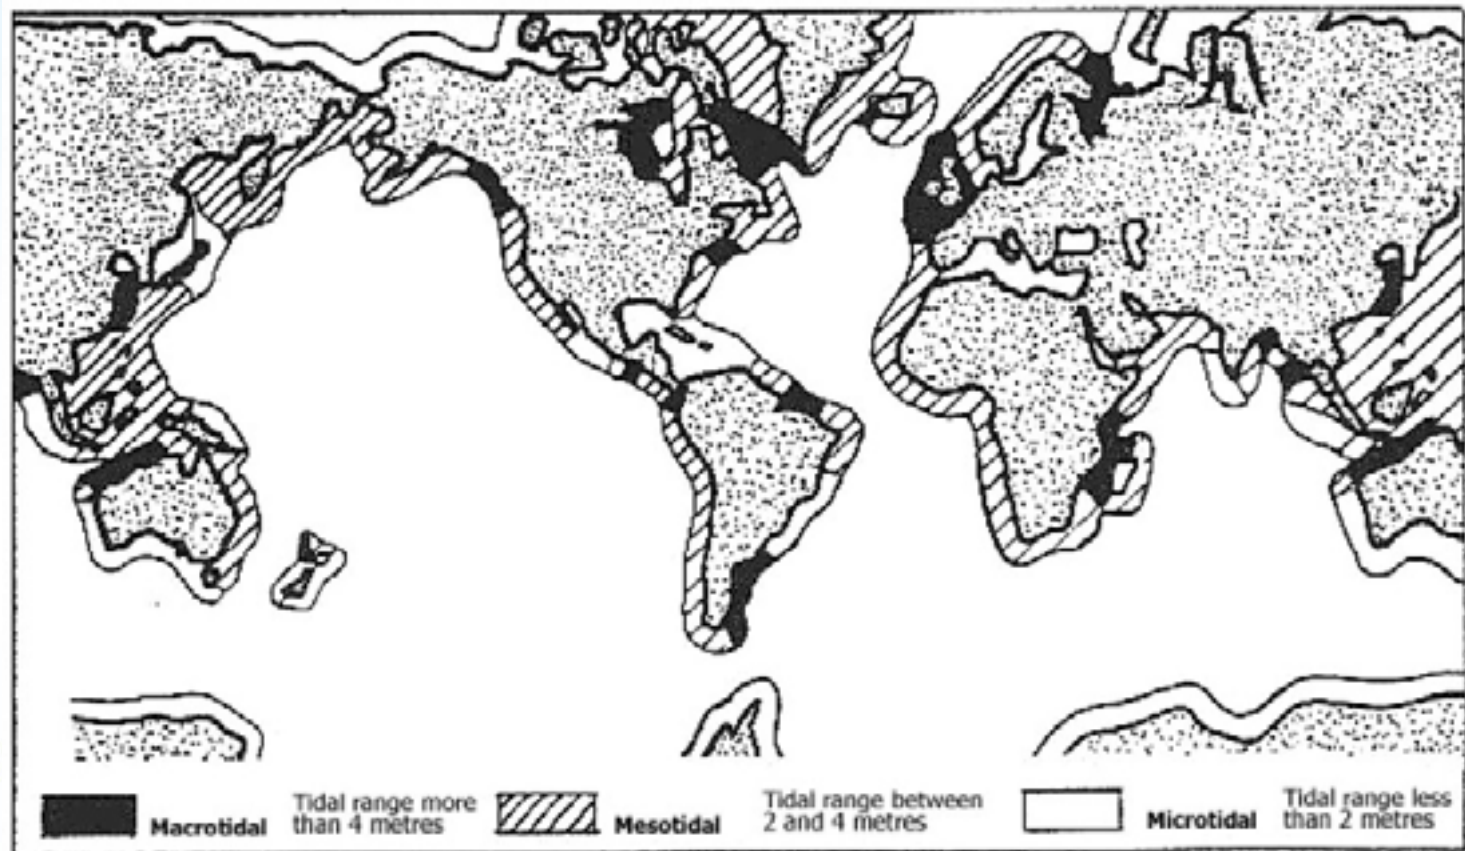 Macrotidal
Tidal range more
than 4 metres
Mesotidal
Tidal range between
2 and 4 metres
Microtidal
Tidal range less
than 2 metres